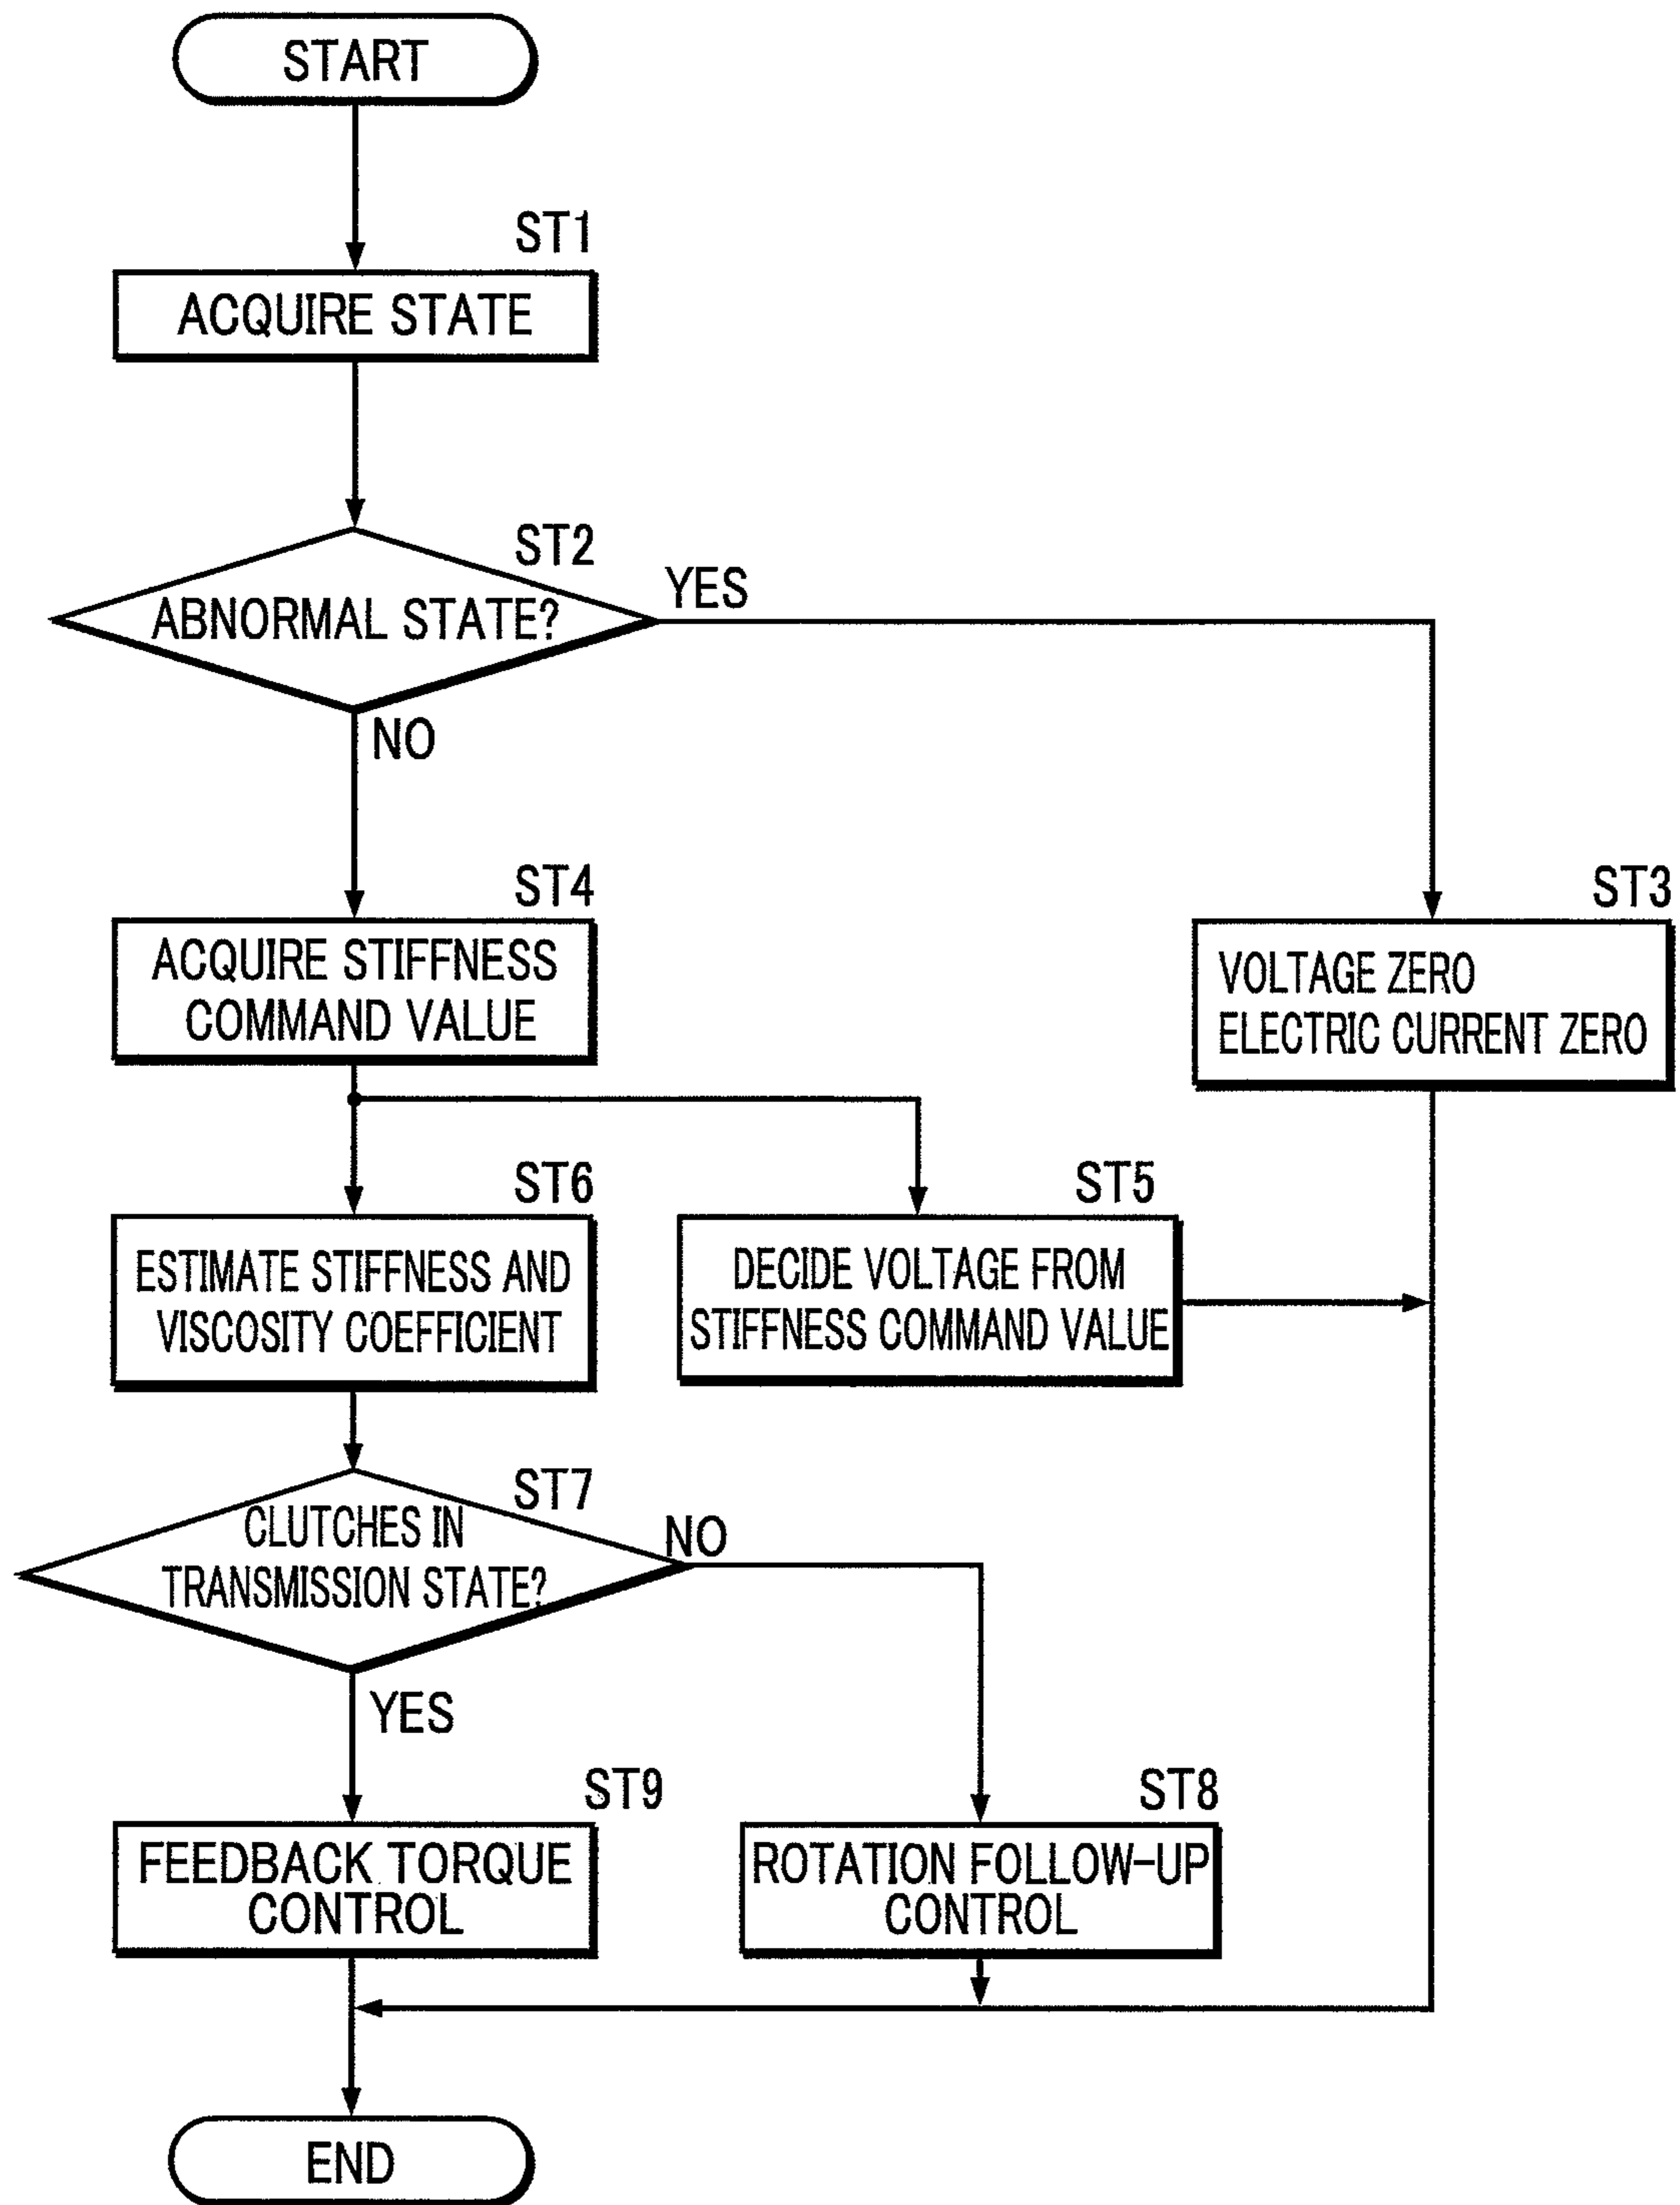 START
ST1
ACQUIRE STATE
ST2
ABNORMAL STATE?
YES
NO
ST4
ACQUIRE STIFFNESS
COMMAND VALUE
ST3
VOLTAGE ZERO
ELECTRIC CURRENT ZERO
ST6
ESTIMATE STIFFNESS AND
VISCOSITY COEFFICIENT
ST5
DECIDE VOLTAGE FROM
STIFFNESS COMMAND VALUE
ST7
CLUTCHES IN
TRANSMISSION STATE?
NO
YES
ST9
FEEDBACK TORQUE
CONTROL
ST8
ROTATION FOLLOW-UP
CONTROL
END